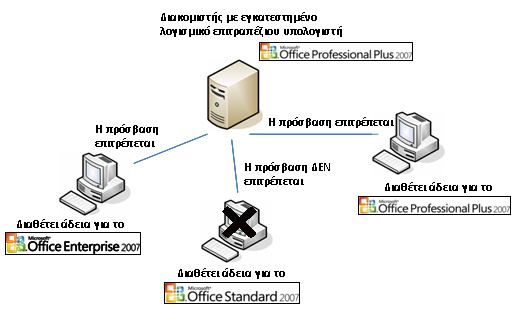 Διακομιστής με εγκατεστημένο
λογισμικό επιτραπέζιου υπολογιστή
Microsoft®
Office Professional Plus 2007
Η πρόσβαση
επιτρέπεται
Η πρόσβαση επιτρέπεται
Η πρόσβαση ΔΕΝ
επιτρέπεται
Διαθέτει άδεια για το
Microsoft®
Office Professional Plus 2007
Διαθέτει άδεια για το
Microsoft®
Office Enterprise 2007
Διαθέτει άδεια για το
Microsoft®
Office Standard 2007